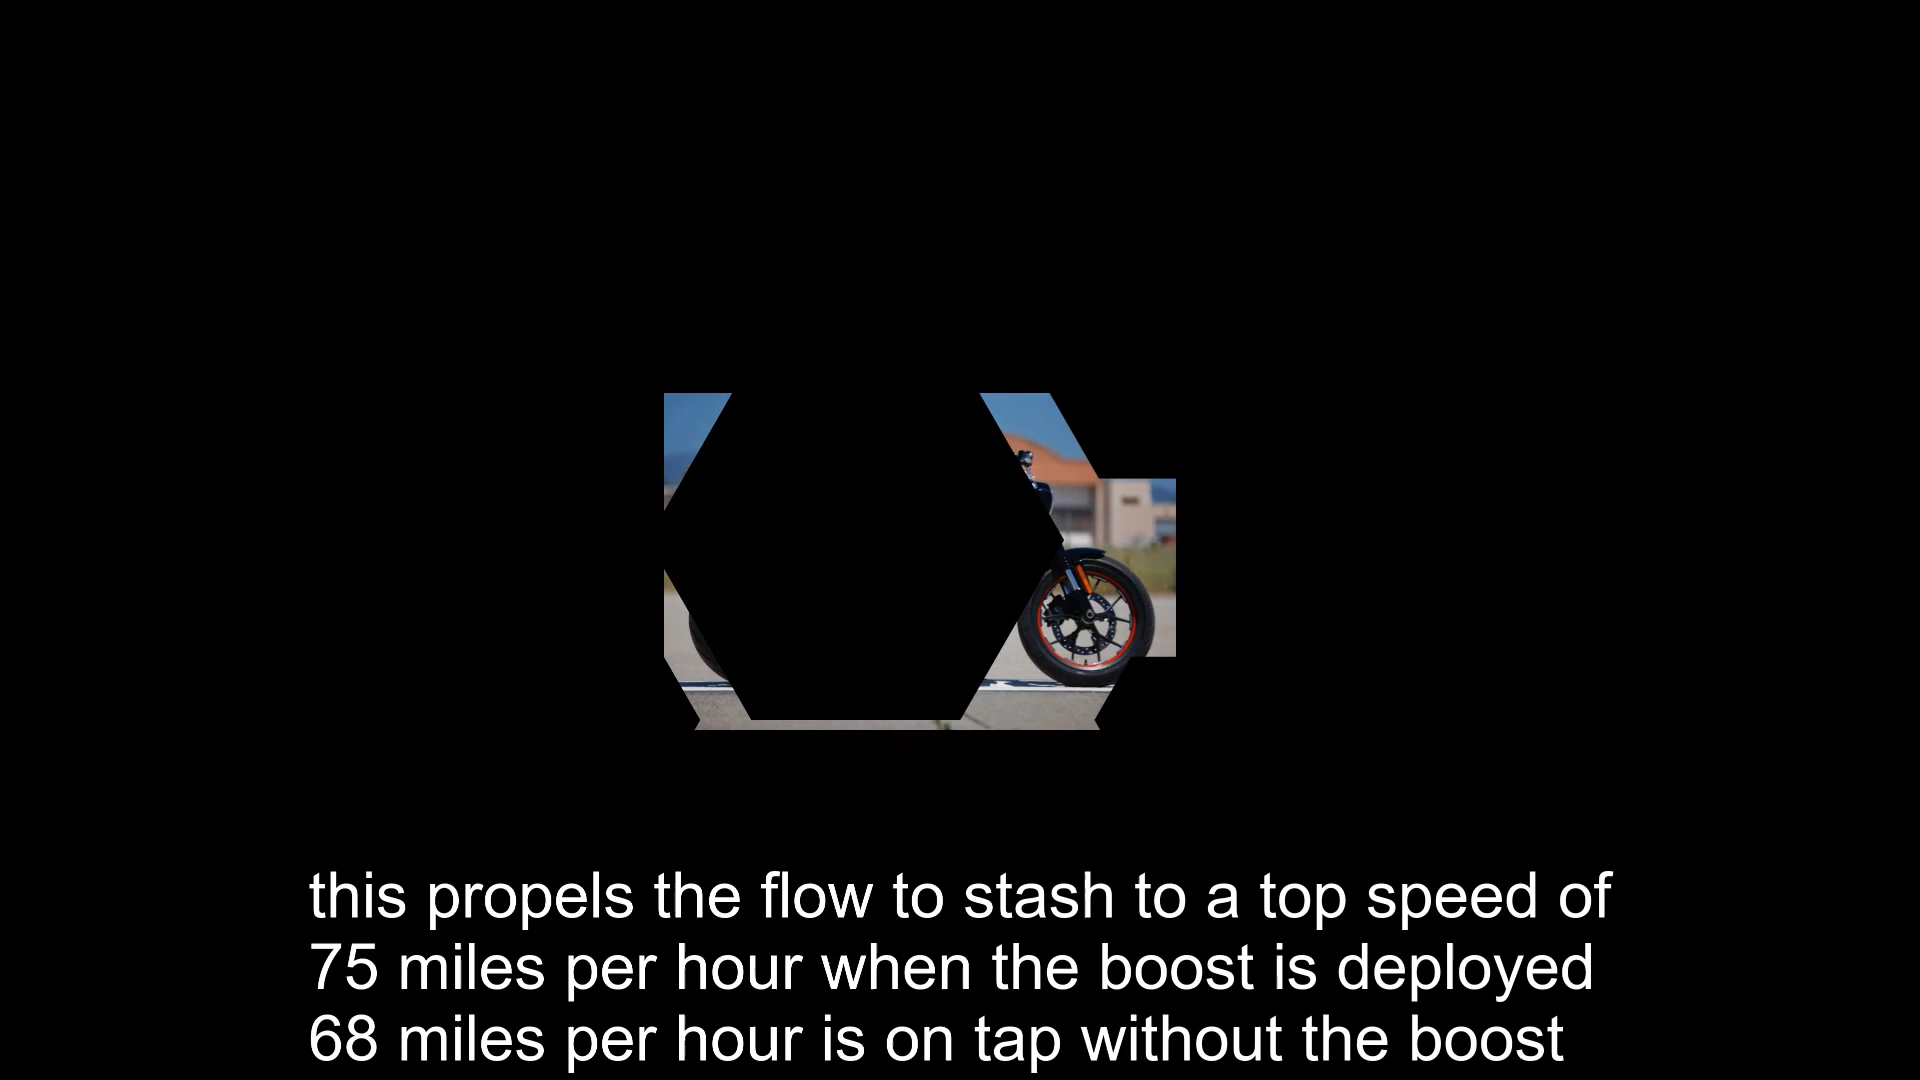 this propels the flow to stash to a top speed of
75 miles per hour when the boost is deployed
68 miles per hour is on tap without the boost